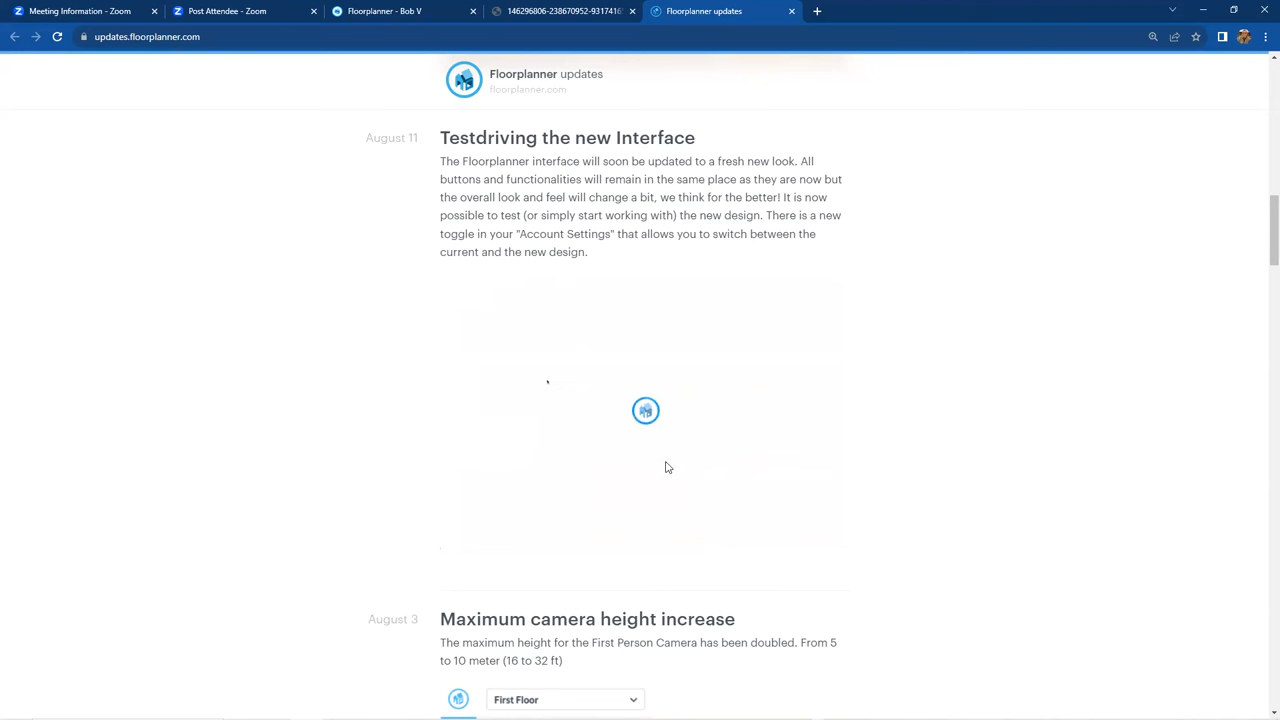 Meeting Information - Zoom
Post Attendee - Zoom
Floorplanner - Bob V
146296806-238670952-9317416
Floorplanner updates
updates.floorplanner.com
Floorplanner updates
floorplanner.com
August 11
Testdriving the new Interface
The Floorplanner interface will soon be updated to a fresh new look. All
buttons and functionalities will remain in the same place as they are now but
the overall look and feel will change a bit, we think for the better! It is now
possible to test (or simply start working with) the new design. There is a new
toggle in your "Account Settings" that allows you to switch between the
current and the new design.
August 3
Maximum camera height increase
The maximum height for the First Person Camera has been doubled. From 5
to 10 meter (16 to 32 ft)
First Floor